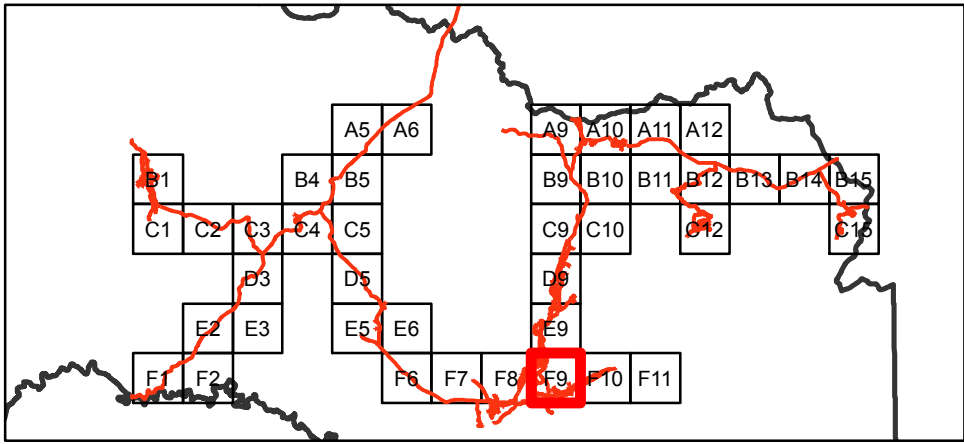 A5 A6 A9 A10 A11 A12
B1 B4 B5 B9 B10 B11 B12 B13 B14 B15
C1 C2 C3 C4 C5 C9 C10 C12 C15
D3 D5 D9
E2 E3 E5 E6 E9
F1 F2 F6 F7 F8 F9 F10 F11